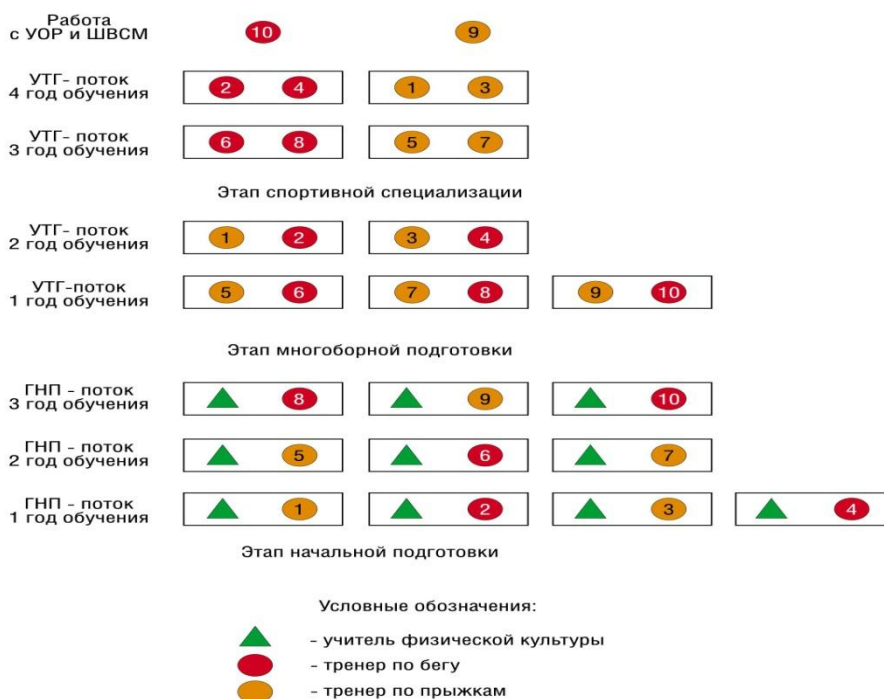 Работа
с УОР и ШВСМ
10 9
УТГ- поток
4 год обучения
2 4 1 3
УТГ- поток
3 год обучения
6 8 5 7
Этап спортивной специализации
УТГ- поток
2 год обучения
1 2 3 4
УТГ-поток
1 год обучения
5 6 7 8 9 10
Этап многоборной подготовки
ГНП - поток
3 год обучения
8 9 10
ГНП - поток
2 год обучения
5 6 7
ГНП - поток
1 год обучения
1 2 3 4
Этап начальной подготовки
Условные обозначения:
- учитель физической культуры
- тренер по бегу
- тренер по прыжкам